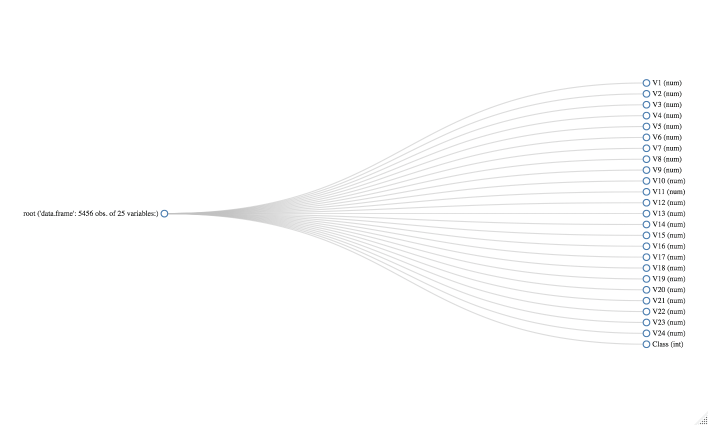 V1 (num)
V2 (num)
V3 (num)
V4 (num)
V5 (num)
V6 (num)
V7 (num)
V8 (num)
V9 (num)
V10 (num)
V11 (num)
V12 (num)
root ('data.frame': 5456 obs. of 25 variables:)
V13 (num)
V14 (num)
V15 (num)
V16 (num)
V17 (num)
V18 (num)
V19 (num)
V20 (num)
V21 (num)
V22 (num)
V23 (num)
V24 (num)
Class (int)